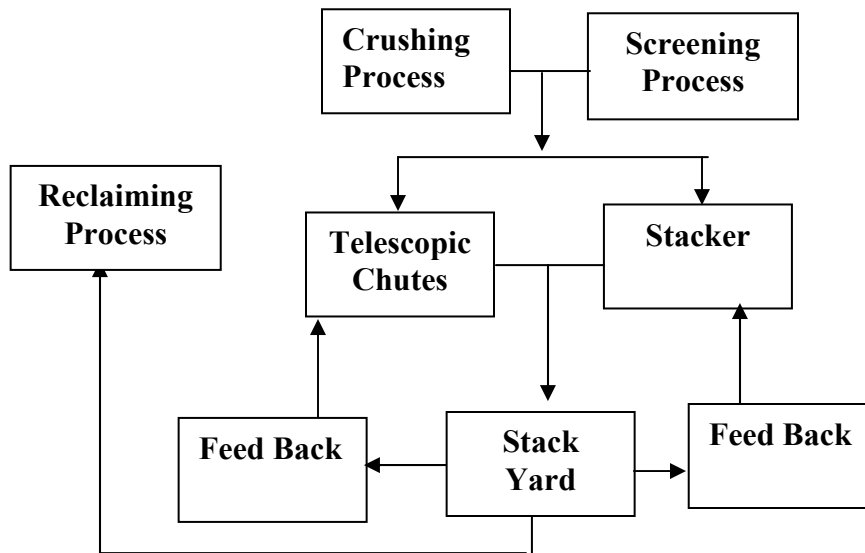 Crushing
Process
Screening
Process
Reclaiming
Process
Telescopic
Chutes
Stacker
Feed Back
Stack
Yard
Feed Back